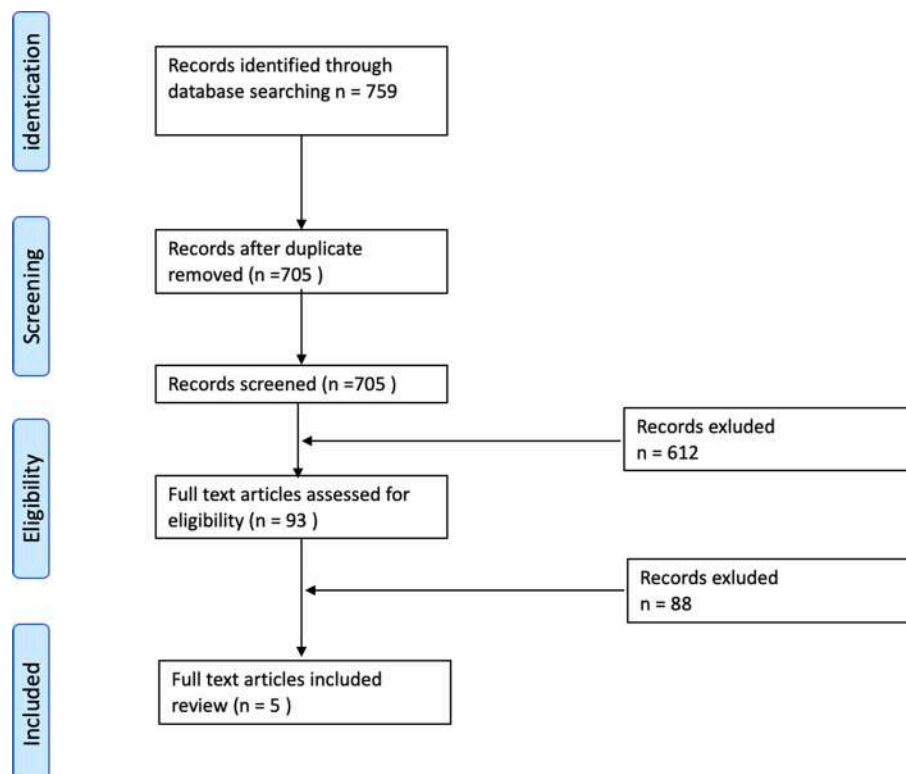 identication
Records identified through
database searching n = 759
Screening
Records after duplicate
removed (n =705 )
Records screened (n =705 )
Records exluded
n = 612
Eligibility
Full text articles assessed for
eligibility (n = 93 )
Records exluded
n = 88
Included
Full text articles included
review (n = 5 )